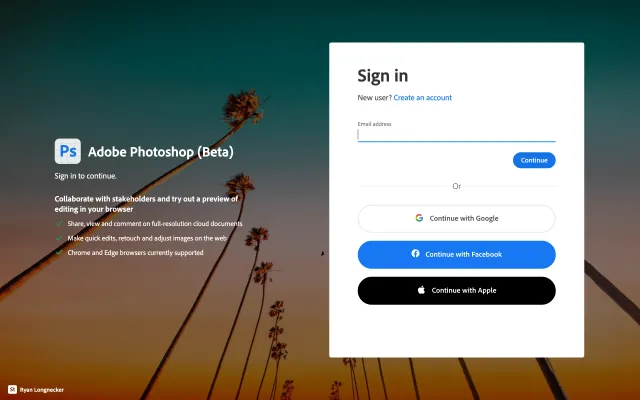 Ps Adobe Photoshop (Beta)
Sign in to continue.
Collaborate with stakeholders and try out a preview of
editing in your browser
Share, view and comment on full-resolution cloud documents
Make quick edits, retouch and adjust images on the web
Chrome and Edge browsers currently supported
St Ryan Longnecker
Sign in
New user? Create an account
Email address
Continue
Or
Continue with Google
Continue with Facebook
Continue with Apple